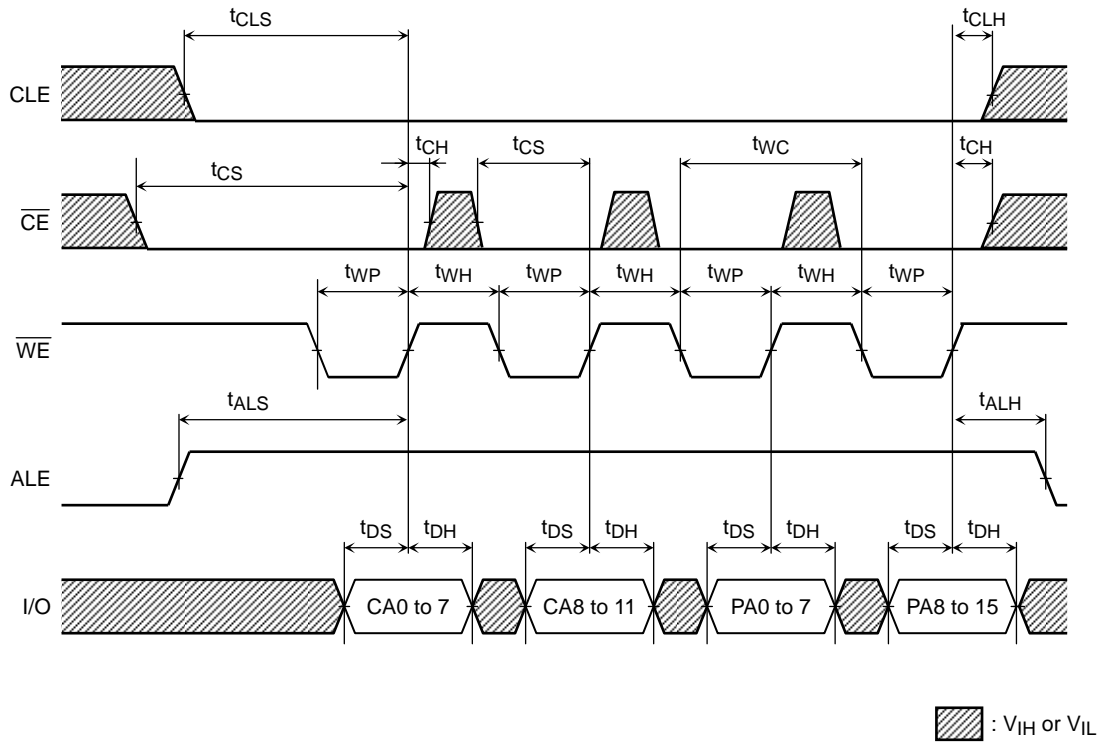 tCLS tCLH
CLE
tCH tCS tWC tCH
tCS
CE
tWP tWH tWP tWH tWP tWH tWP
WE
tALS tALH
ALE
tDS tDH tDS tDH tDS tDH tDS tDH
I/O CA0 to 7 CA8 to 11 PA0 to 7 PA8 to 15
: VIH or VIL